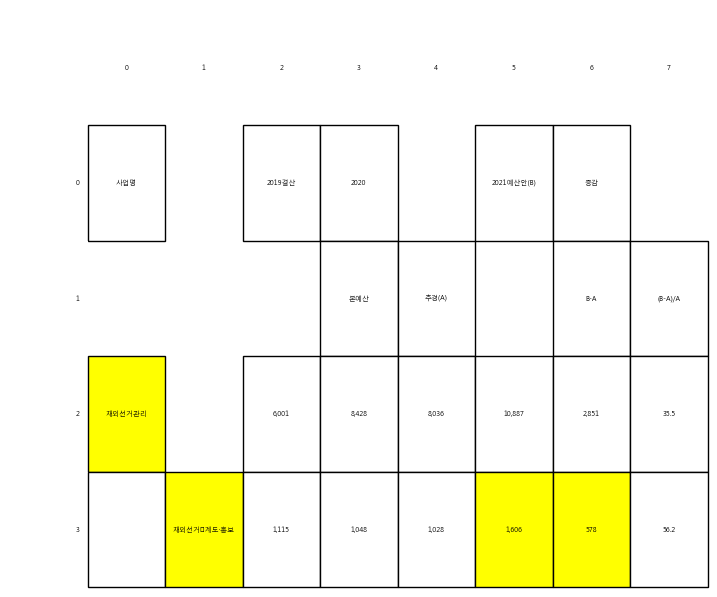 0 1 2 3 4 5 6 7
0 사업명 2019결산 2020 2021예산안(B) 증감
1 본예산 추경(A) B-A (B-A)/A
2 재외선거관리 6,001 8,428 8,036 10,887 2,851 35.5
3 재외선거 계도·홍보 1,115 1,048 1,028 1,606 578 56.2